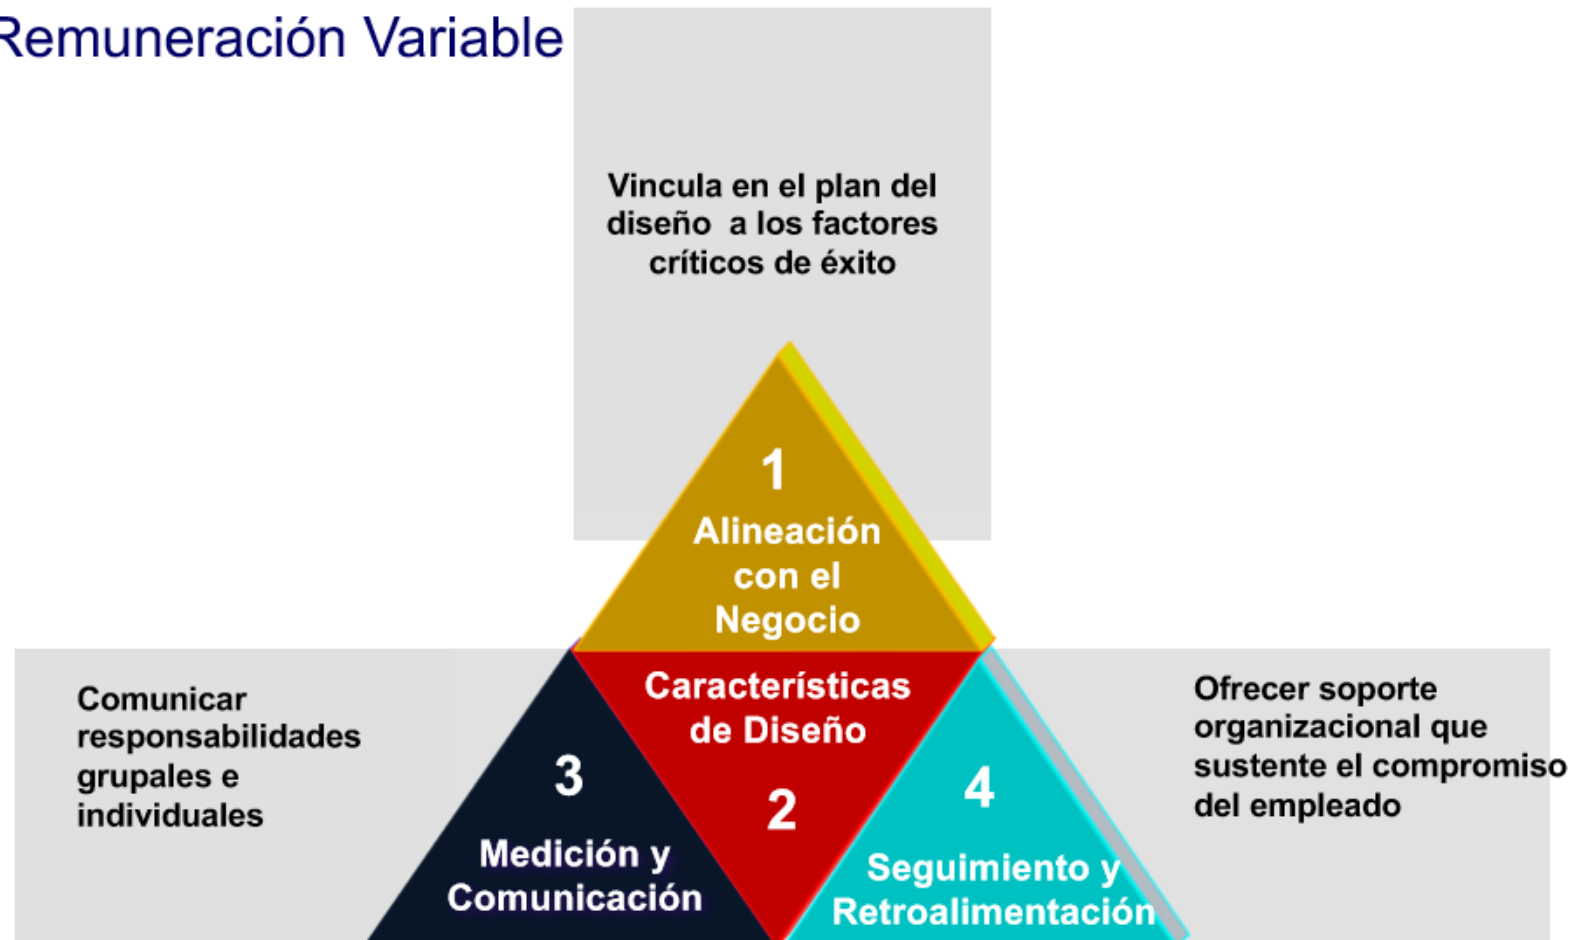 Remuneración Variable
Vincula en el plan del
diseño a los factores
críticos de éxito
1
Alineación
con el
Negocio
Características
de Diseño
2
Comunicar
responsabilidades
grupales e
individuales
3
Medición y
Comunicación
4
Seguimiento y
Retroalimentación
Ofrecer soporte
organizacional que
sustente el compromiso
del empleado